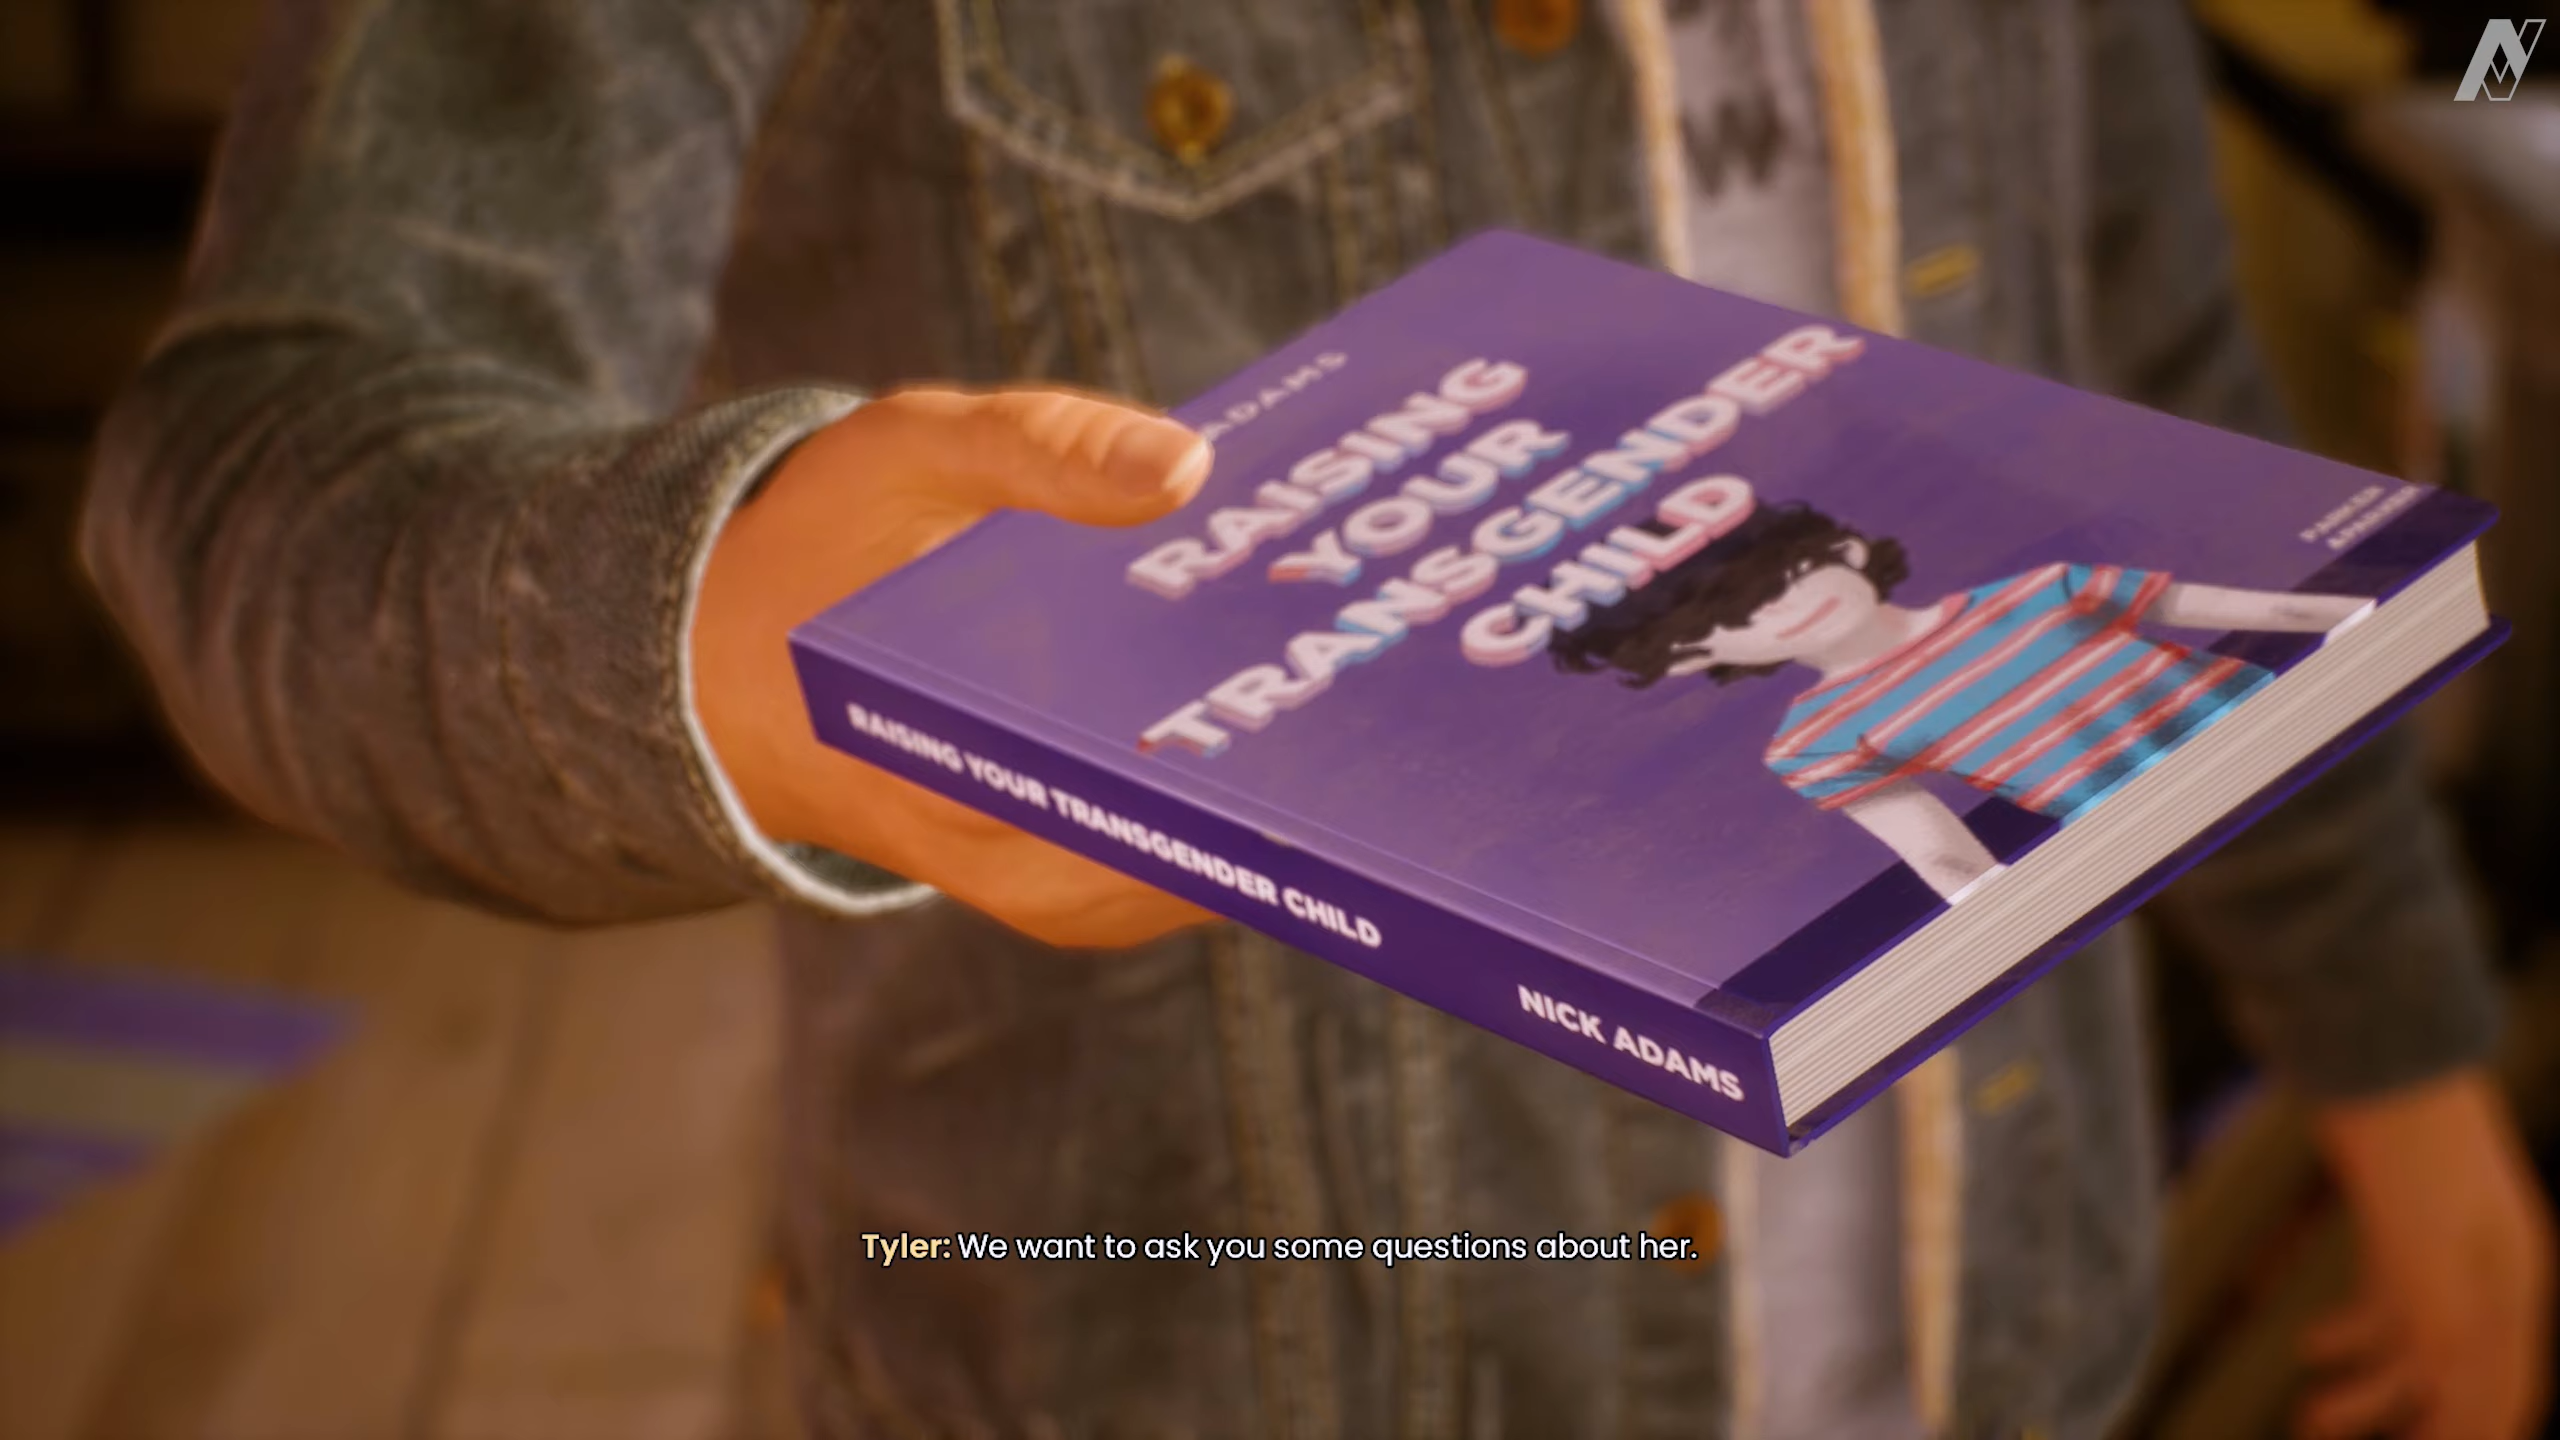 ADAMS
RAISING
YOUR
TRANSGENDER
CHILD
RAISING YOUR TRANSGENDER CHILD
NICK ADAMS
Tyler: We want to ask you some questions about her.